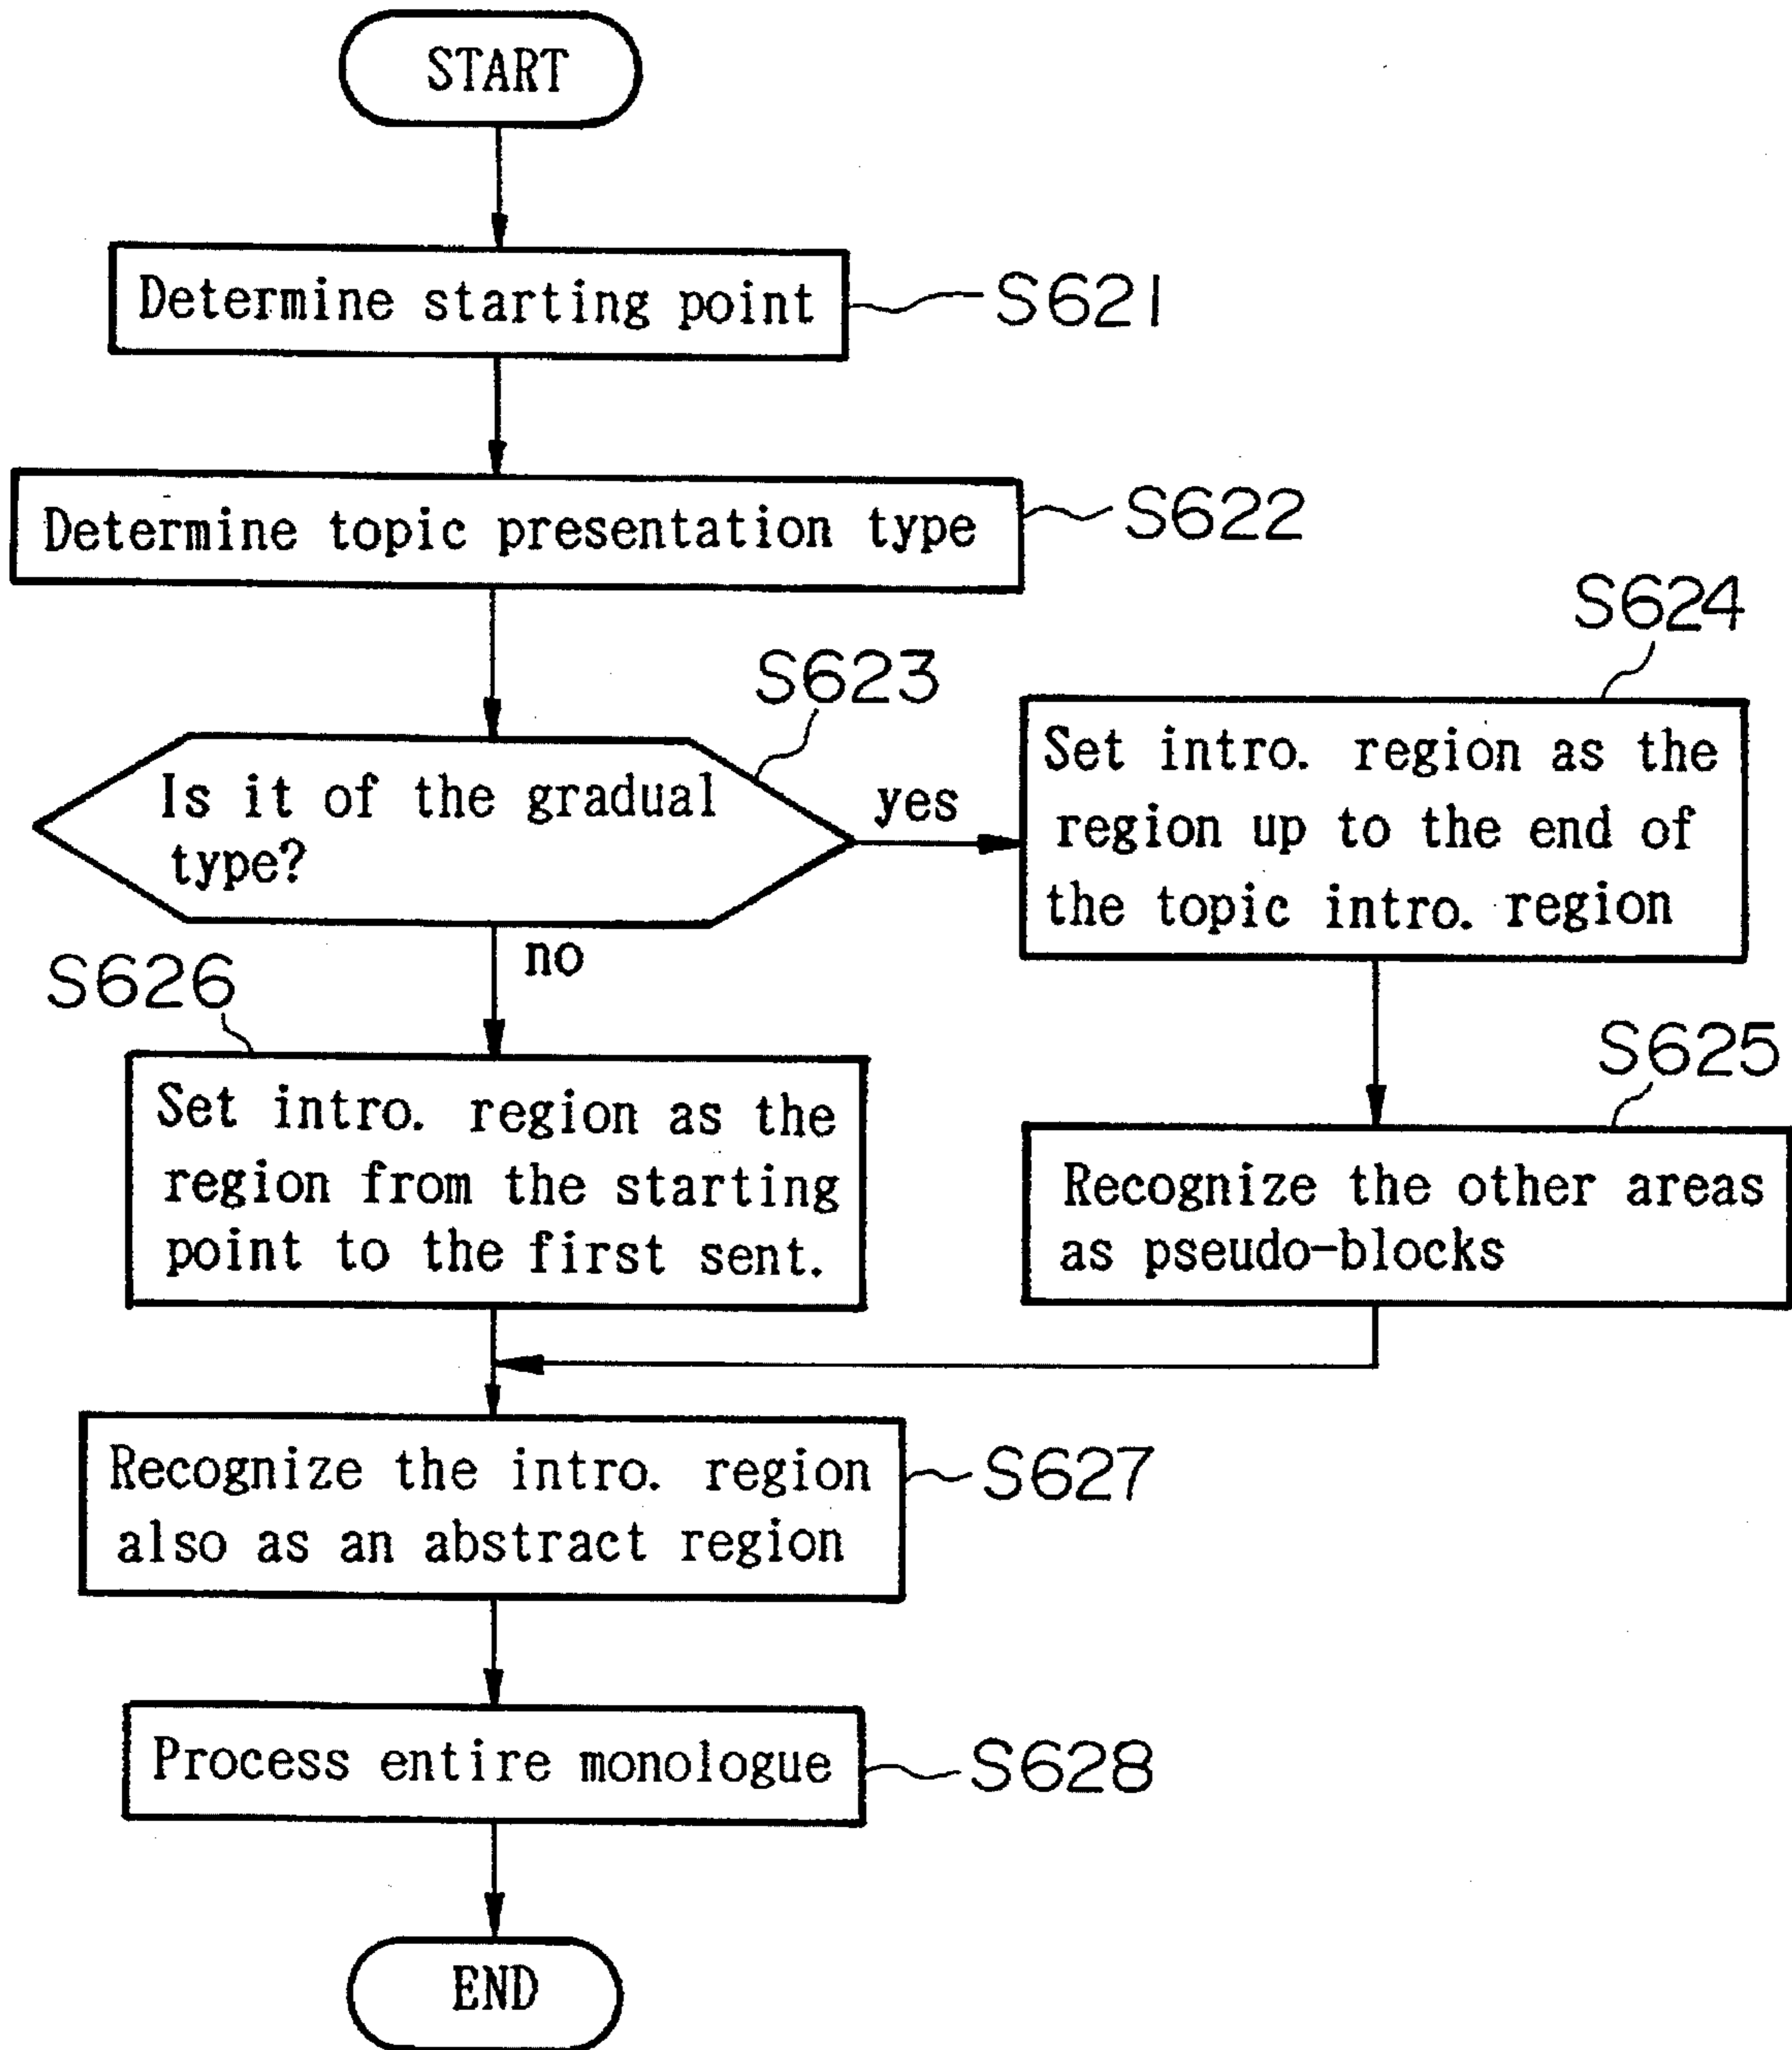 START
Determine starting point
S621
Determine topic presentation type
S622
S623
Is it of the gradual
type?
yes
no
S624
Set intro. region as the
region up to the end of
the topic intro. region
S625
Recognize the other areas
as pseudo-blocks
S626
Set intro. region as the
region from the starting
point to the first sent.
Recognize the intro. region
also as an abstract region
S627
Process entire monologue
S628
END